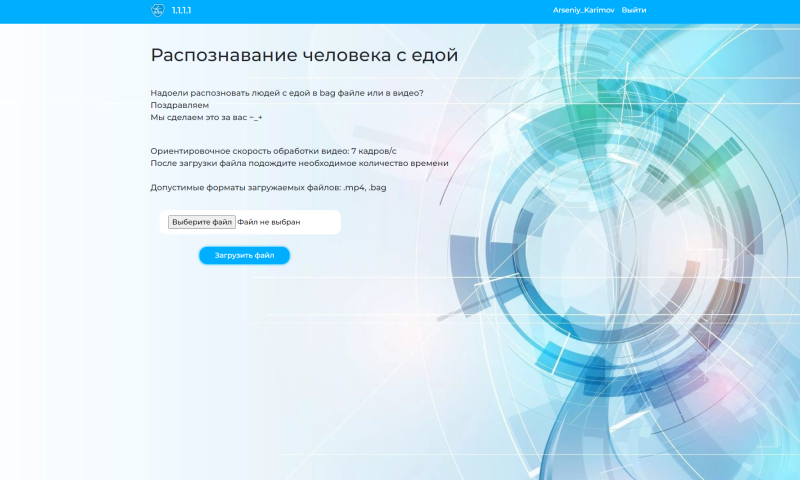 1.1.1.1
Arseniy_Karimov Выйти
Распознавание человека с едой
Надоели распозновать людей с едой в bag файле или в видео?
Поздравляем
Мы сделаем это за вас ~_+
Ориентировочная скорость обработки видео: 7 кадров/с
После загрузки файла подождите необходимое количество времени
Допустимые форматы загружаемых файлов: .mp4, .bag
Выберите файл Файл не выбран
Загрузить файл